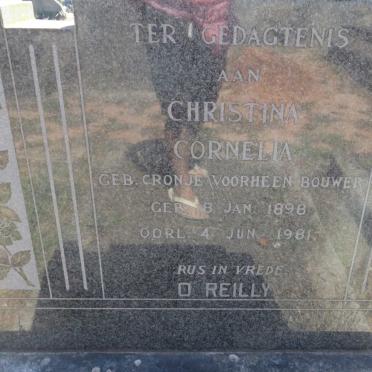 TER GEDAGTENIS
AAN
CHRISTINA
CORNELIA
GEB. CRONJE VOORHEEN BOUWER
GEB. 8 JAN. 1898
OORL. 4 JUN. 1981
RUS IN VREDE
O REILLY